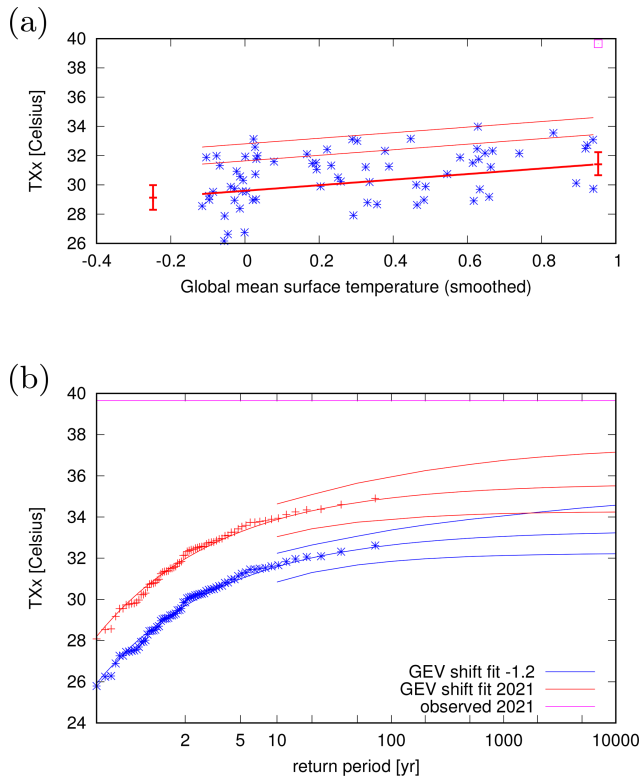 (a)
40
38
36
34
32
30
28
26
TXx [Celsius]
-0.4 -0.2 0 0.2 0.4 0.6 0.8 1
Global mean surface temperature (smoothed)
(b)
40
38
36
34
32
30
28
26
24
TXx [Celsius]
GEV shift fit -1.2
GEV shift fit 2021
observed 2021
2 5 10 100 1000 10000
return period [yr]